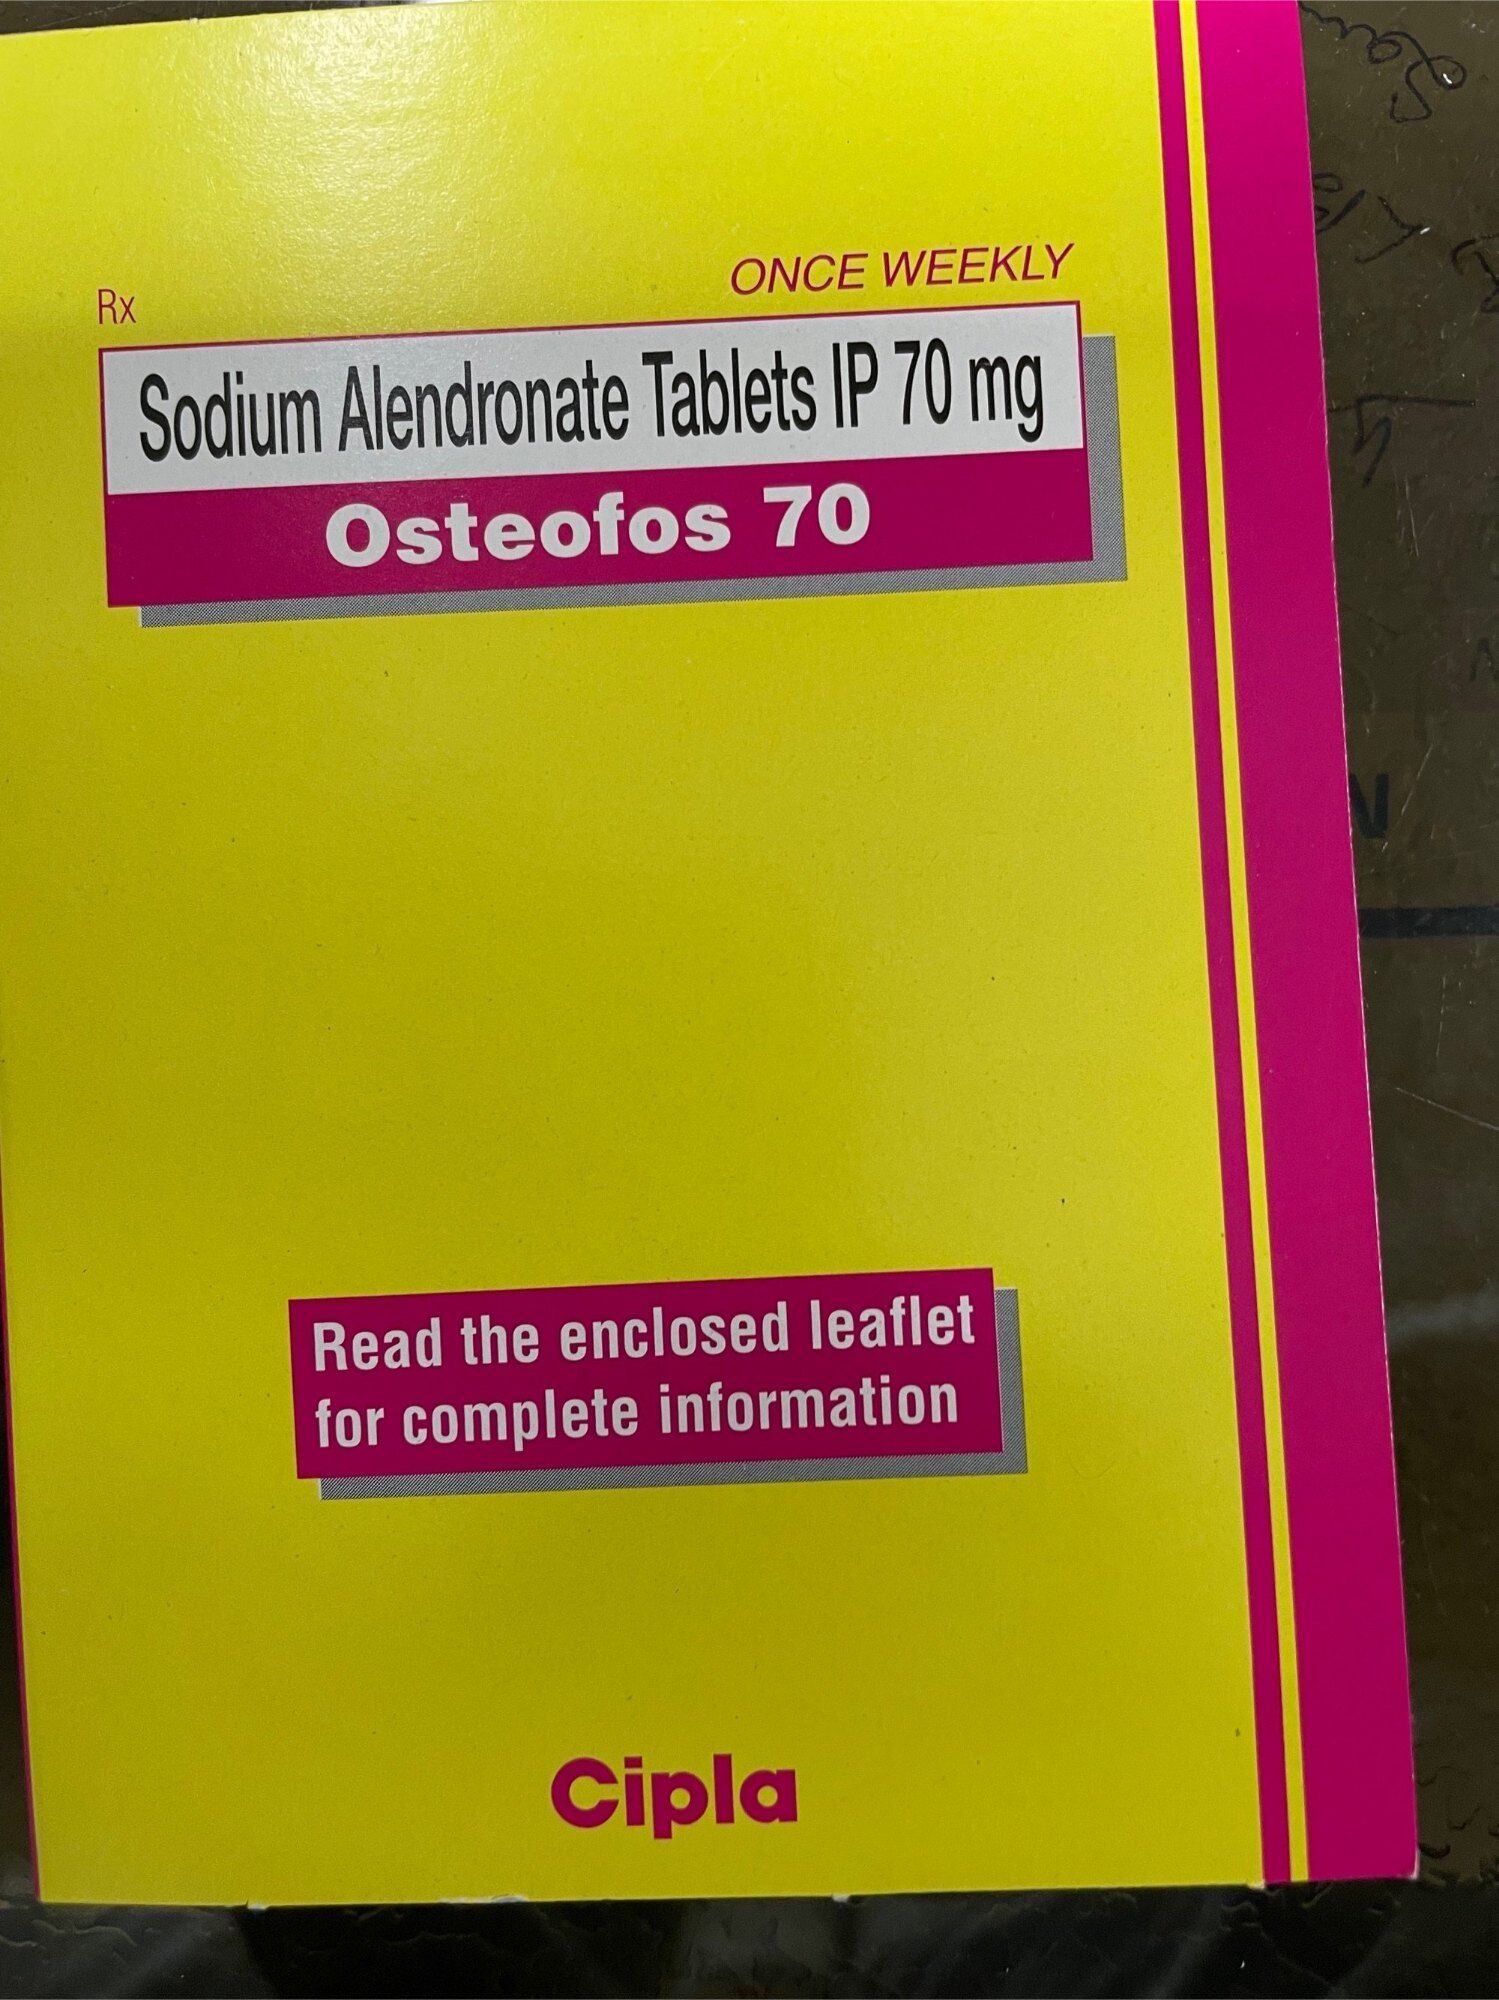 Rx
ONCE WEEKLY
Sodium Alendronate Tablets IP 70 mg
Osteofos 70
Read the enclosed leaflet
for complete information
Cipla